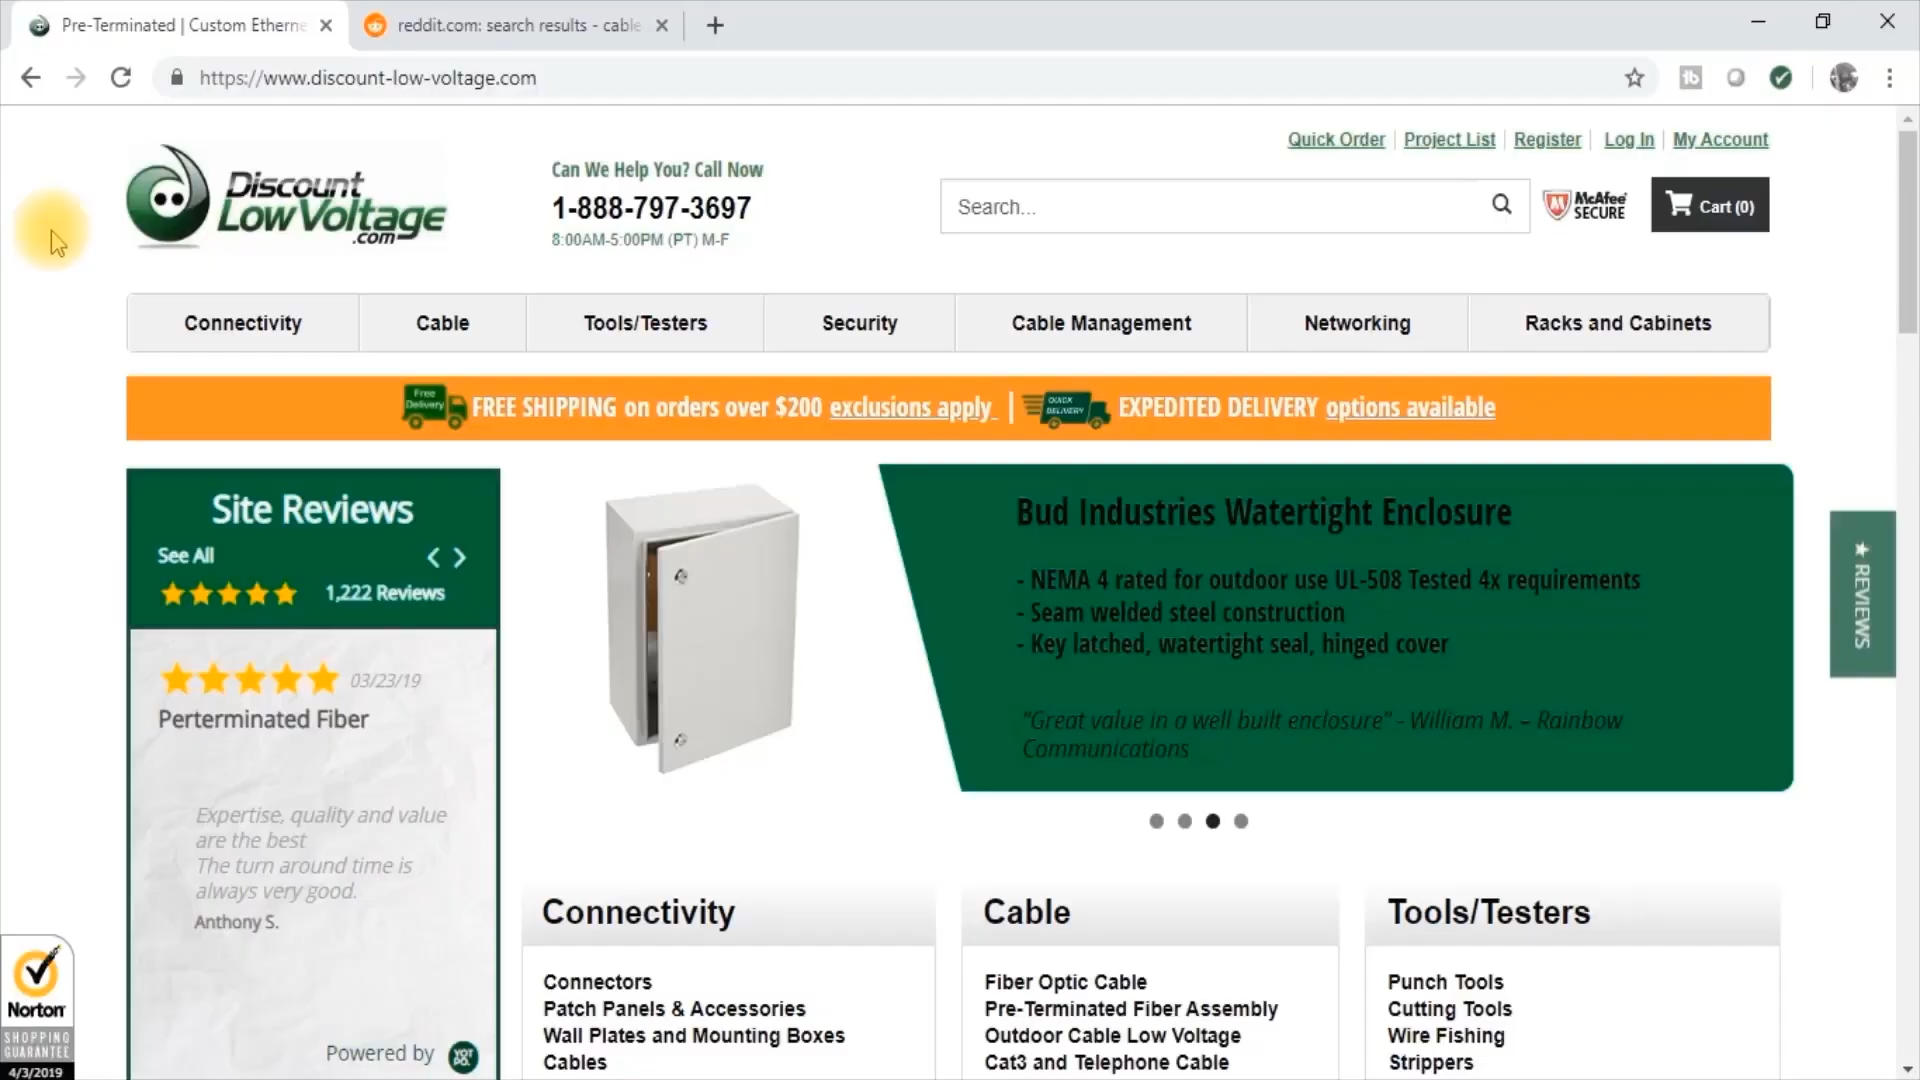 Pre-Terminated | Custom Etherne
reddit.com: search results - cable
https://www.discount-low-voltage.com
Quick Order
Project List
Register
Log In
My Account
Discount
LowVoltage
.com
Can We Help You? Call Now
1-888-797-3697
8:00AM-5:00PM (PT) M-F
Search...
McAfee
SECURE
Cart (0)
Connectivity
Cable
Tools/Testers
Security
Cable Management
Networking
Racks and Cabinets
Free
Delivery
FREE SHIPPING on orders over $200 exclusions apply |
QUICK
DELIVERY
EXPEDITED DELIVERY options available
Site Reviews
See All
1,222 Reviews
03/23/19
Perterminated Fiber
Expertise, quality and value
are the best
The turn around time is
always very good.
Anthony S.
Powered by
YOT
PO.
Bud Industries Watertight Enclosure
- NEMA 4 rated for outdoor use UL-508 Tested 4x requirements
- Seam welded steel construction
- Key latched, watertight seal, hinged cover
"Great value in a well built enclosure" - William M. – Rainbow
Communications
★ REVIEWS
Connectivity
Connectors
Patch Panels & Accessories
Wall Plates and Mounting Boxes
Cables
Cable
Fiber Optic Cable
Pre-Terminated Fiber Assembly
Outdoor Cable Low Voltage
Cat3 and Telephone Cable
Tools/Testers
Punch Tools
Cutting Tools
Wire Fishing
Strippers
Norton
SHOPPING
GUARANTEE
4/3/2019